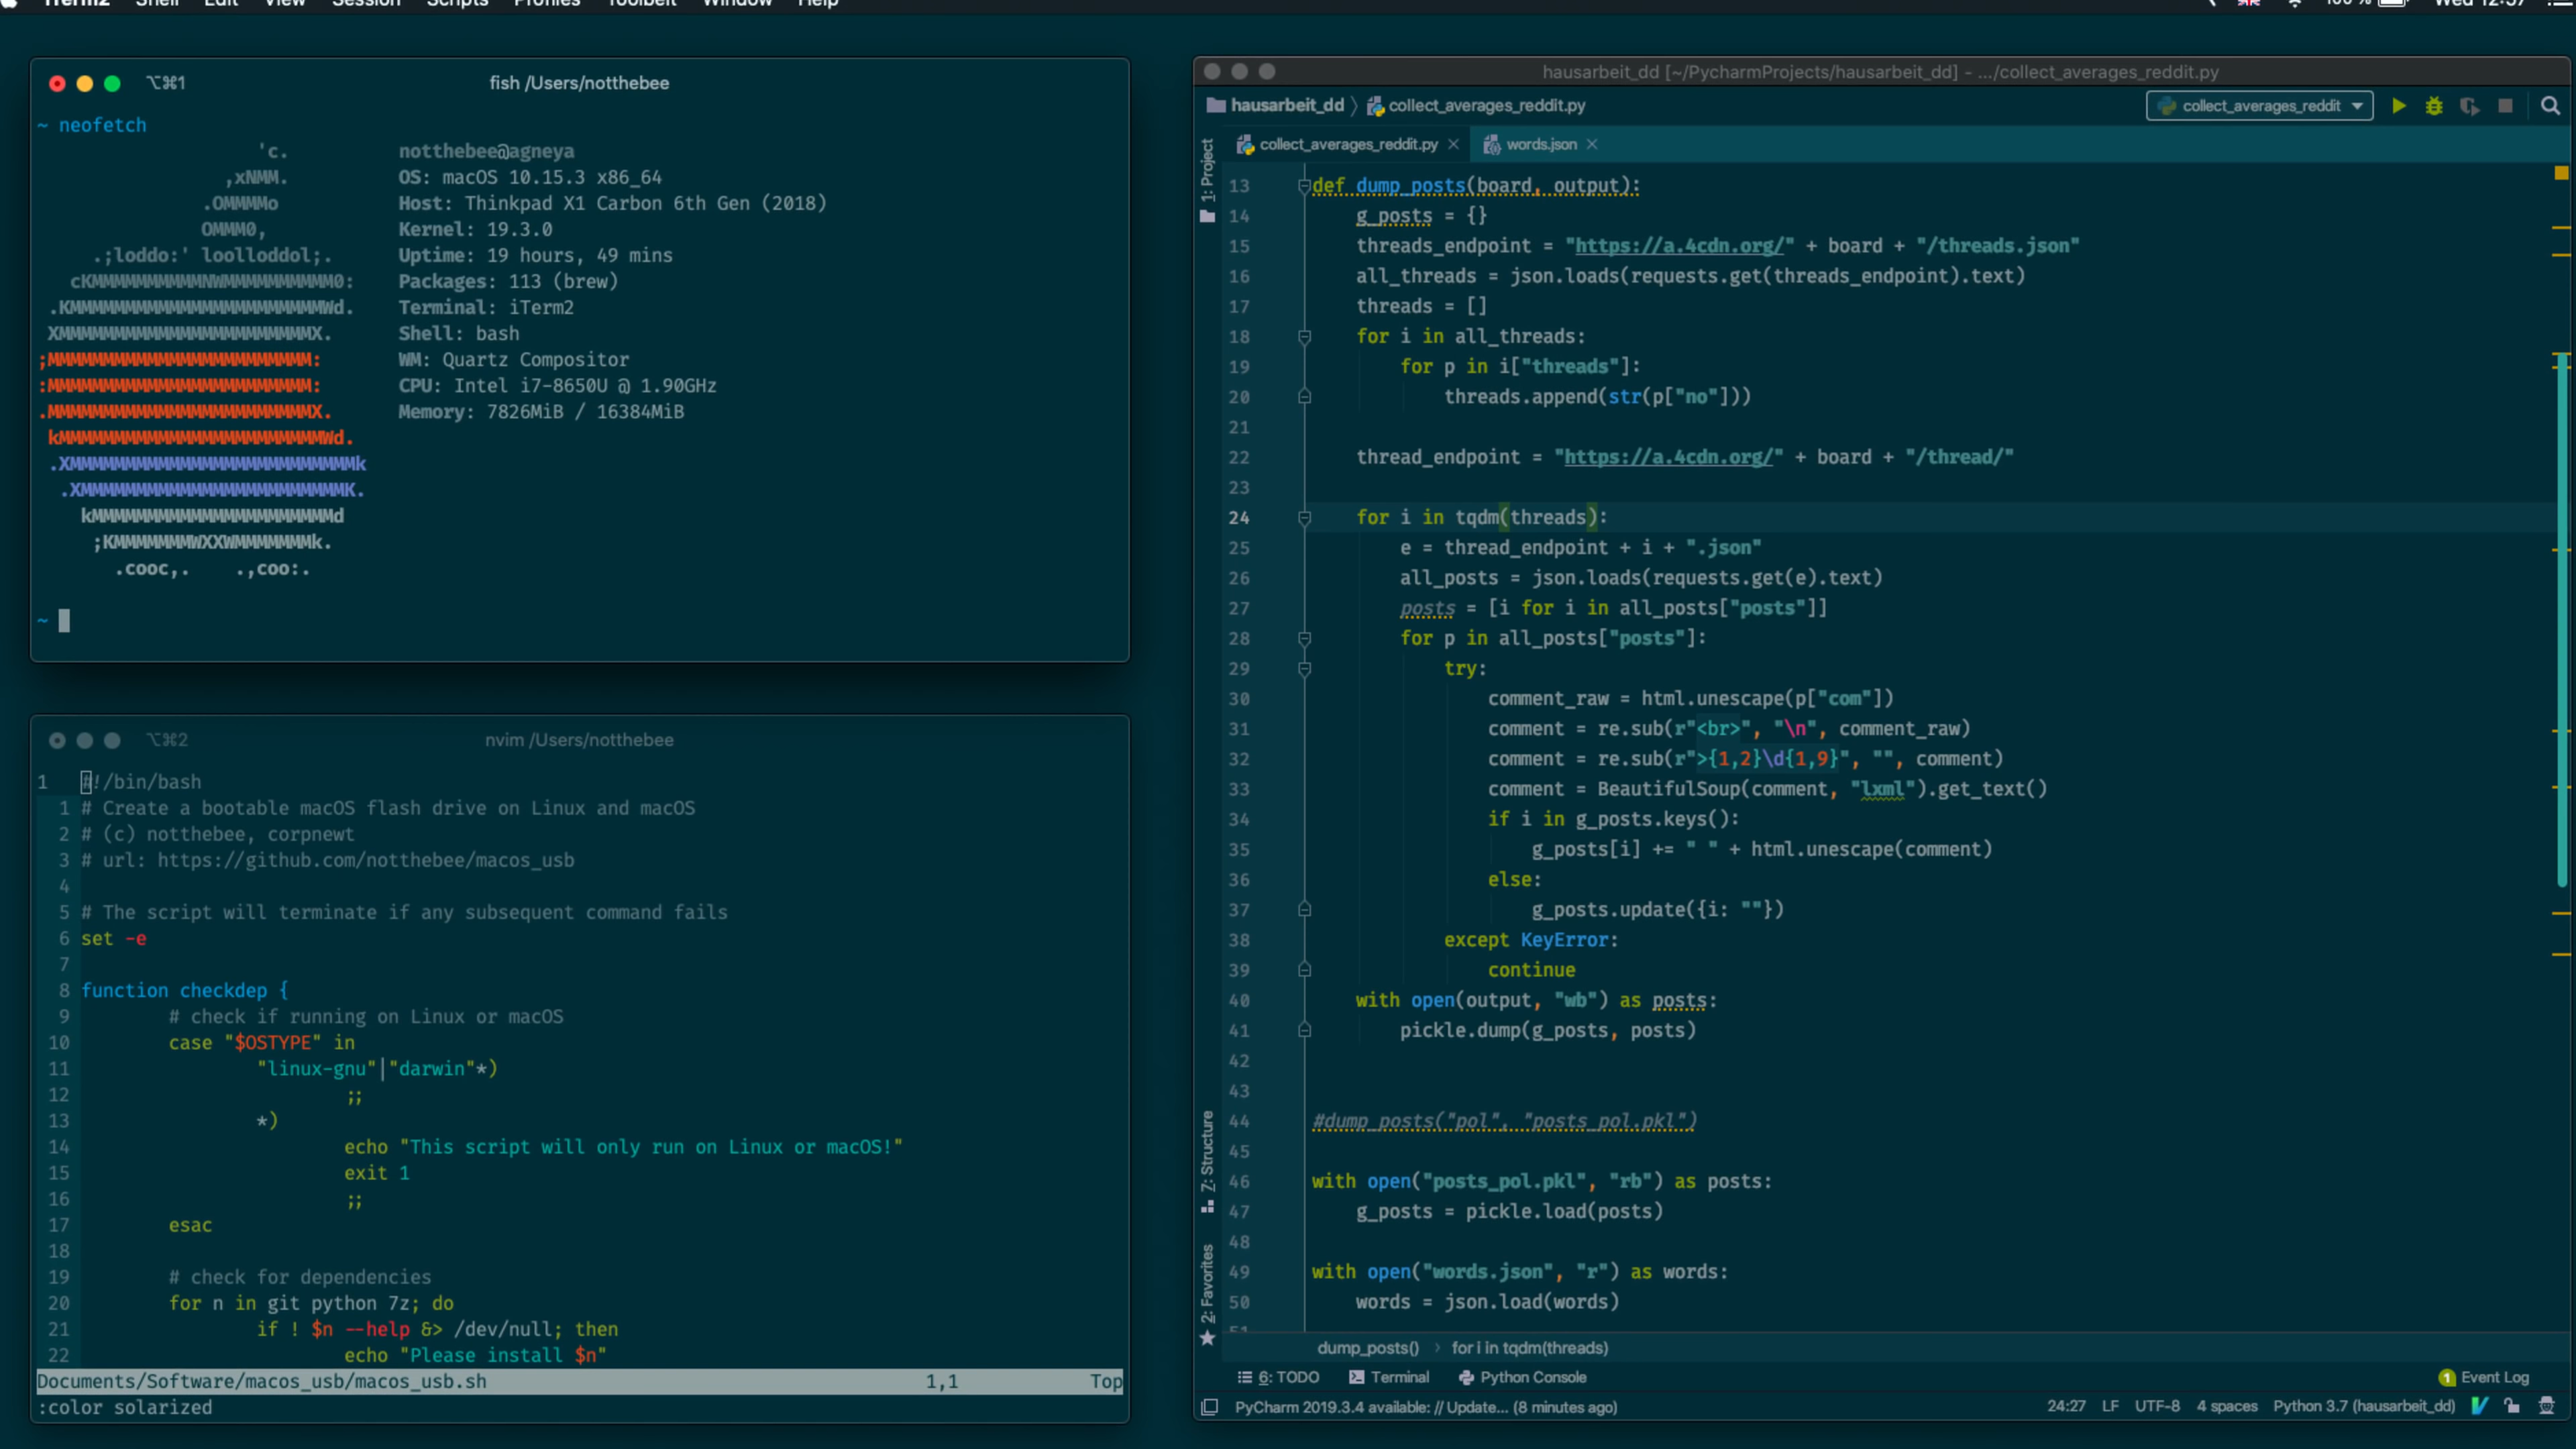 iTerm2 Shell Edit View Session Scripts Profiles Toolbelt Window Help 100 % Wed 12:57
⌥⌘1 fish /Users/notthebee
~ neofetch
'c. notthebee@agneya
,xNMM. OS: macOS 10.15.3 x86_64
.OMMMMo Host: Thinkpad X1 Carbon 6th Gen (2018)
OMMM0, Kernel: 19.3.0
.;loddo:' loolloddol;. Uptime: 19 hours, 49 mins
cKMMMMMMMMMMNWMMMMMMMMMM0: Packages: 113 (brew)
.KMMMMMMMMMMMMMMMMMMMMMMMWd. Terminal: iTerm2
XMMMMMMMMMMMMMMMMMMMMMMMX. Shell: bash
;MMMMMMMMMMMMMMMMMMMMMMMM: WM: Quartz Compositor
:MMMMMMMMMMMMMMMMMMMMMMMM: CPU: Intel i7-8650U @ 1.90GHz
.MMMMMMMMMMMMMMMMMMMMMMMMX. Memory: 7826MiB / 16384MiB
kMMMMMMMMMMMMMMMMMMMMMMMMWd.
.XMMMMMMMMMMMMMMMMMMMMMMMMMMk
.XMMMMMMMMMMMMMMMMMMMMMMMMK.
kMMMMMMMMMMMMMMMMMMMMMMd
;KMMMMMMMWXXWMMMMMMMk.
.cooc,. .,coo:.
~
⌥⌘2 nvim /Users/notthebee
1 #!/bin/bash
1 # Create a bootable macOS flash drive on Linux and macOS
2 # (c) notthebee, corpnewt
3 # url: https://github.com/notthebee/macos_usb
4
5 # The script will terminate if any subsequent command fails
6 set -e
7
8 function checkdep {
9 # check if running on Linux or macOS
10 case "$OSTYPE" in
11 "linux-gnu"|"darwin"*)
12 ;;
13 *)
14 echo "This script will only run on Linux or macOS!"
15 exit 1
16 ;;
17 esac
18
19 # check for dependencies
20 for n in git python 7z; do
21 if ! $n --help &> /dev/null; then
22 echo "Please install $n"
Documents/Software/macos_usb/macos_usb.sh 1,1 Top
:color solarized
hausarbeit_dd [~/PycharmProjects/hausarbeit_dd] - .../collect_averages_reddit.py
hausarbeit_dd collect_averages_reddit.py collect_averages_reddit
collect_averages_reddit.py words.json
1: Project
13 def dump_posts(board, output):
14 g_posts = {}
15 threads_endpoint = "https://a.4cdn.org/" + board + "/threads.json"
16 all_threads = json.loads(requests.get(threads_endpoint).text)
17 threads = []
18 for i in all_threads:
19 for p in i["threads"]:
20 threads.append(str(p["no"]))
21
22 thread_endpoint = "https://a.4cdn.org/" + board + "/thread/"
23
24 for i in tqdm(threads):
25 e = thread_endpoint + i + ".json"
26 all_posts = json.loads(requests.get(e).text)
27 posts = [i for i in all_posts["posts"]]
28 for p in all_posts["posts"]:
29 try:
30 comment_raw = html.unescape(p["com"])
31 comment = re.sub(r"<br>", "\n", comment_raw)
32 comment = re.sub(r">{1,2}\d{1,9}", "", comment)
33 comment = BeautifulSoup(comment, "lxml").get_text()
34 if i in g_posts.keys():
35 g_posts[i] += " " + html.unescape(comment)
36 else:
37 g_posts.update({i: ""})
38 except KeyError:
39 continue
40 with open(output, "wb") as posts:
41 pickle.dump(g_posts, posts)
42
43
44 #dump_posts("pol", "posts_pol.pkl")
45
46 with open("posts_pol.pkl", "rb") as posts:
47 g_posts = pickle.load(posts)
48
49 with open("words.json", "r") as words:
50 words = json.load(words)
51
Z: Structure
2: Favorites
dump_posts() › for i in tqdm(threads)
6: TODO Terminal Python Console 1 Event Log
PyCharm 2019.3.4 available: // Update... (8 minutes ago) 24:27 LF UTF-8 4 spaces Python 3.7 (hausarbeit_dd)